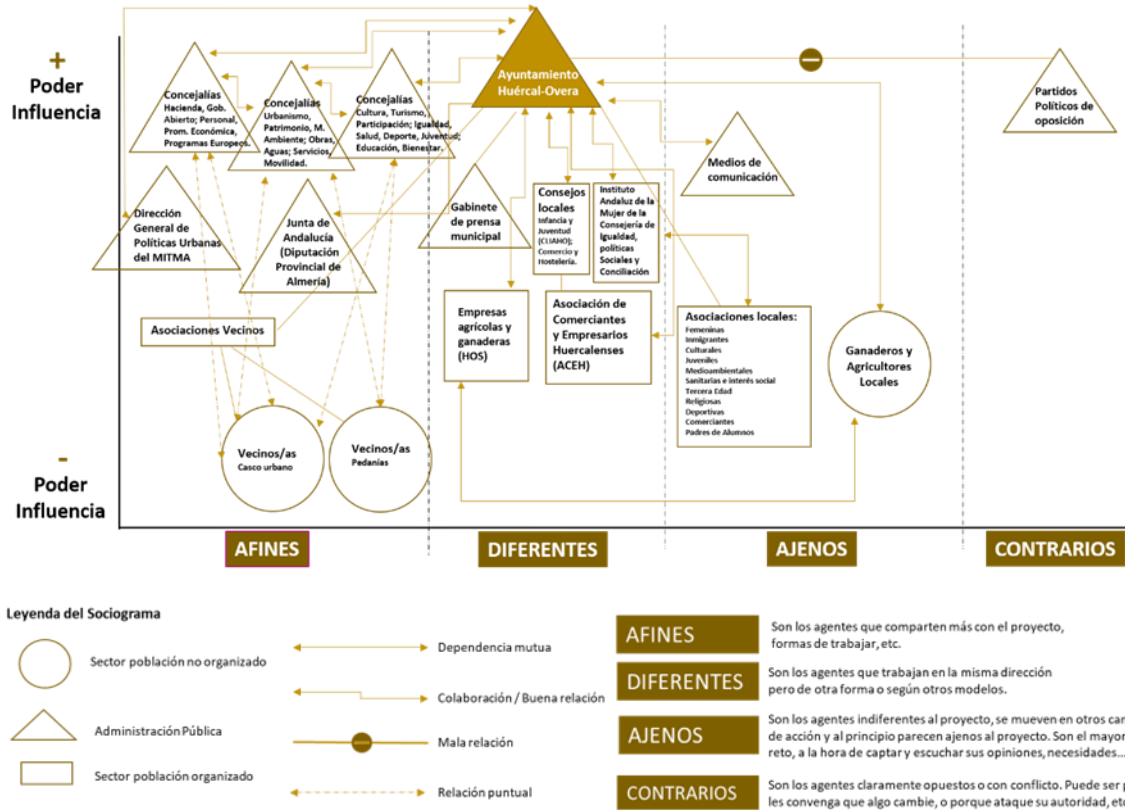 +
Poder
Influencia
-
Poder
Influencia
Ayuntamiento
Huércal-Overa
Concejalías
Hacienda, Gob.
Abierto; Personal,
Prom. Económica,
Programas Europeos.
Concejalías
Urbanismo,
Patrimonio, M.
Ambiente; Obras,
Aguas; Servicios,
Movilidad.
Concejalías
Cultura, Turismo,
Participación; Igualdad,
Salud, Deporte, Juventud;
Educación, Bienestar.
Partidos
Políticos de
oposición
Medios de
comunicación
Dirección
General de
Políticas Urbanas
del MITMA
Junta de
Andalucía
(Diputación
Provincial de
Almería)
Gabinete
de prensa
municipal
Consejos
locales
Infancia y
Juventud
(CLIAHO);
Comercio y
Hostelería.
Instituto
Andaluz de la
Mujer de la
Consejería de
Igualdad,
políticas
Sociales y
Conciliación
Asociaciones Vecinos
Empresas
agrícolas y
ganaderas
(HOS)
Asociación de
Comerciantes
y Empresarios
Huercalenses
(ACEH)
Asociaciones locales:
Femeninas
Inmigrantes
Culturales
Juveniles
Medioambientales
Sanitarias e interés social
Tercera Edad
Religiosas
Deportivas
Comerciantes
Padres de Alumnos
Ganaderos y
Agricultores
Locales
Vecinos/as
Casco urbano
Vecinos/as
Pedanías
AFINES
DIFERENTES
AJENOS
CONTRARIOS
Leyenda del Sociograma
Sector población no organizado
Administración Pública
Sector población organizado
Dependencia mutua
Colaboración / Buena relación
Mala relación
Relación puntual
AFINES
Son los agentes que comparten más con el proyecto,
formas de trabajar, etc.
DIFERENTES
Son los agentes que trabajan en la misma dirección
pero de otra forma o según otros modelos.
AJENOS
Son los agentes indiferentes al proyecto, se mueven en otros
de acción y al principio parecen ajenos al proyecto. Son el mayor
reto, a la hora de captar y escuchar sus opiniones, necesidades...
CONTRARIOS
Son los agentes claramente opuestos o con conflicto. Puede ser
les convenga que algo cambie, o porque ataque su autoridad,